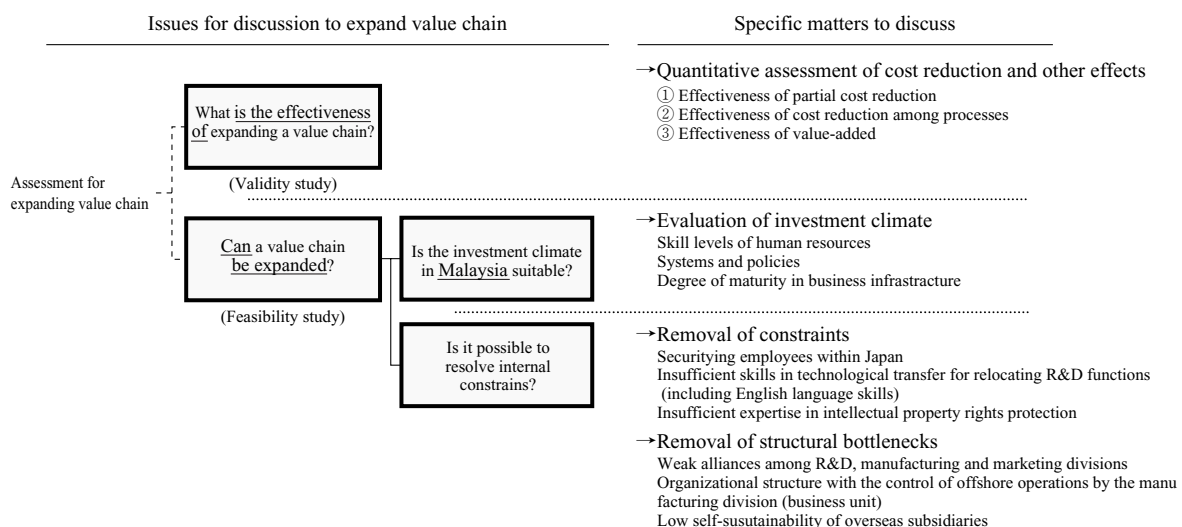 Issues for discussion to expand value chain
Specific matters to discuss
Assessment for
expanding value chain
What is the effectiveness
of expanding a value chain?
(Validity study)
→Quantitative assessment of cost reduction and other effects
① Effectiveness of partial cost reduction
② Effectiveness of cost reduction among processes
③ Effectiveness of value-added
Can a value chain
be expanded?
(Feasibility study)
Is the investment climate
in Malaysia suitable?
→Evaluation of investment climate
Skill levels of human resources
Systems and policies
Degree of maturity in business infrastracture
Is it possible to
resolve internal
constrains?
→Removal of constraints
Securitying employees within Japan
Insufficient skills in technological transfer for relocating R&D functions
(including English language skills)
Insufficient expertise in intellectual property rights protection
→Removal of structural bottlenecks
Weak alliances among R&D, manufacturing and marketing divisions
Organizational structure with the control of offshore operations by the manu
facturing division (business unit)
Low self-susutainability of overseas subsidiaries